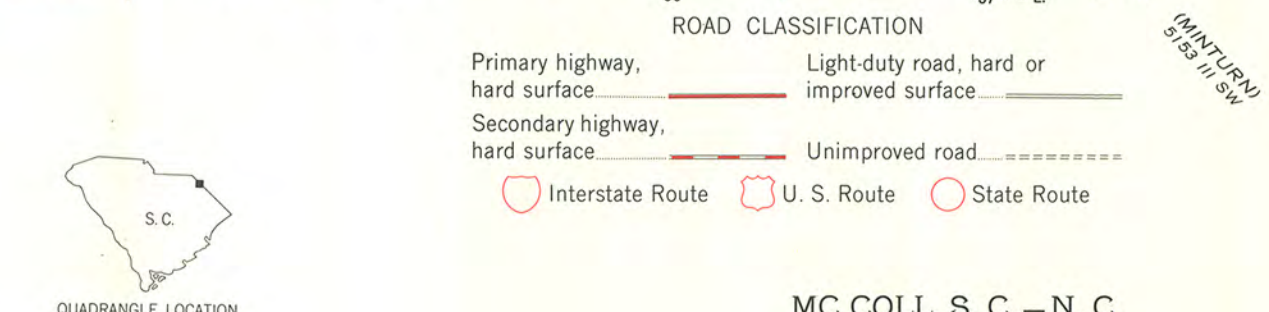 ROAD CLASSIFICATION
Primary highway,
hard surface
Light-duty road, hard or
improved surface
Secondary highway,
hard surface
Unimproved road
Interstate Route
U. S. Route
State Route
(MINTURN)
5153 III SW
S. C.
QUADRANGLE LOCATION
MC COLL, S. C. – N. C.